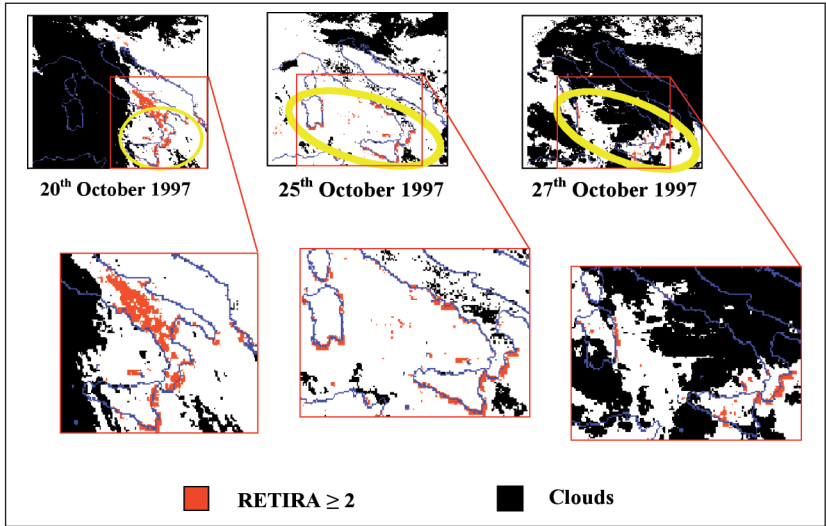 20th October 1997
25th October 1997
27th October 1997
RETIRA ≥ 2
Clouds